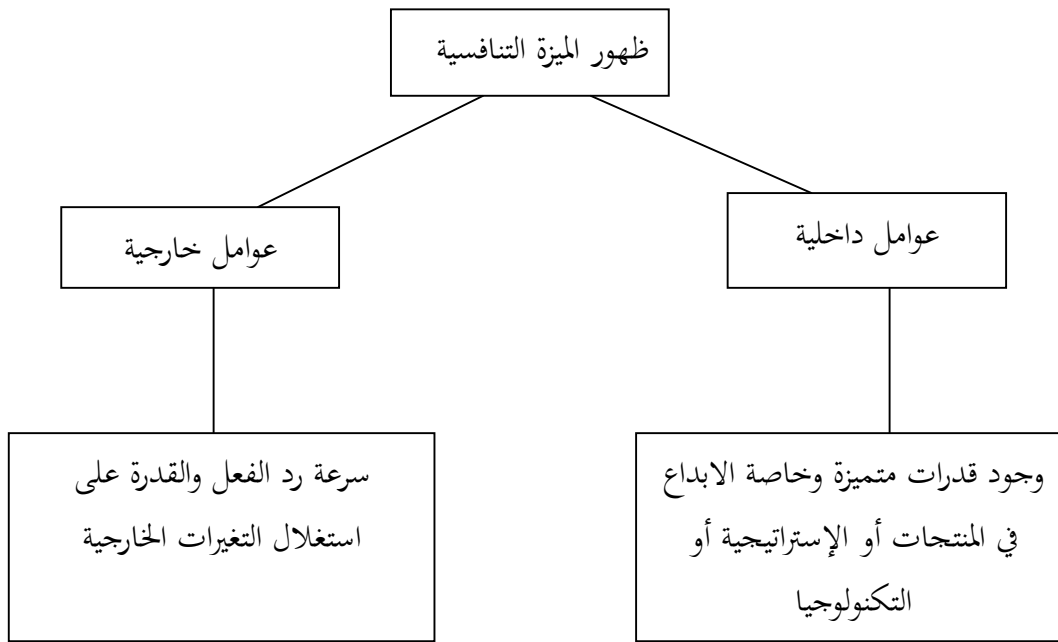 ظهور الميزة التنافسية
عوامل داخلية
عوامل خارجية
وجود قدرات متميزة وخاصة الابداع
في المنتجات أو الإستراتيجية أو
التكنولوجيا
سرعة رد الفعل والقدرة على
استغلال التغيرات الخارجية